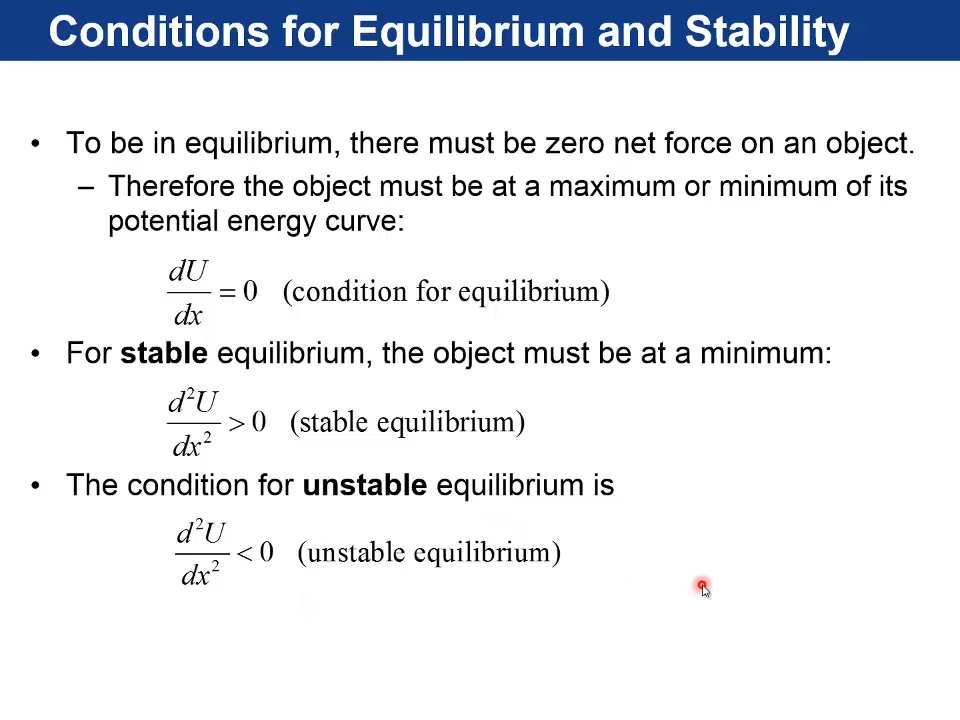 Conditions for Equilibrium and Stability
• To be in equilibrium, there must be zero net force on an object.
– Therefore the object must be at a maximum or minimum of its
potential energy curve:
dU/dx = 0 (condition for equilibrium)
• For stable equilibrium, the object must be at a minimum:
d²U/dx² > 0 (stable equilibrium)
• The condition for unstable equilibrium is
d²U/dx² < 0 (unstable equilibrium)